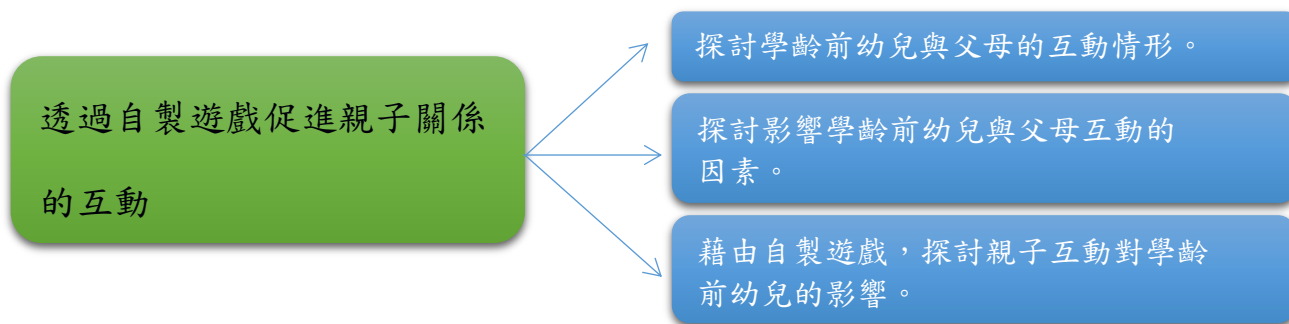 透過自製遊戲促進親子關係
的互動
探討學齡前幼兒與父母的互動情形。
探討影響學齡前幼兒與父母互動的
因素。
藉由自製遊戲，探討親子互動對學齡
前幼兒的影響。